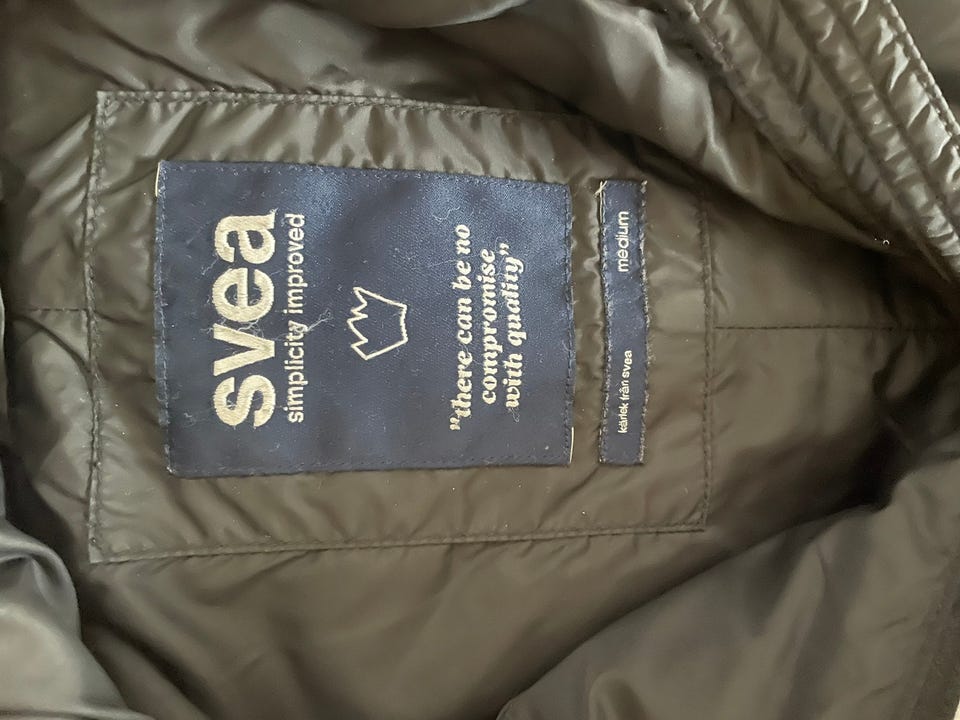 svea
simplicity improved
"there can be no
compromise
with quality"
kärlek från svea
medium